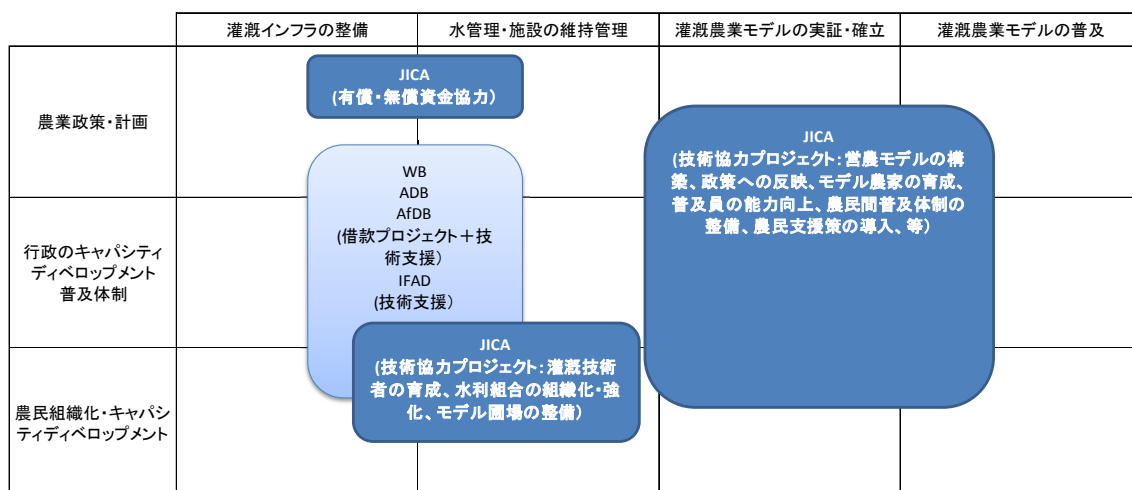 灌漑インフラの整備
水管理・施設の維持管理
灌漑農業モデルの実証・確立
灌漑農業モデルの普及
農業政策・計画
JICA
(有償・無償資金協力)
WB
ADB
AfDB
(借款プロジェクト＋技
術支援)
IFAD
(技術支援)
JICA
(技術協力プロジェクト:営農モデルの構
築、政策への反映、モデル農家の育成、
普及員の能力向上、農民間普及体制の
整備、農民支援策の導入、等)
行政のキャパシティ
ディベロップメント
普及体制
JICA
(技術協力プロジェクト:灌漑技術
者の育成、水利組合の組織化・強
化、モデル圃場の整備)
農民組織化・キャパシ
ティディベロップメント